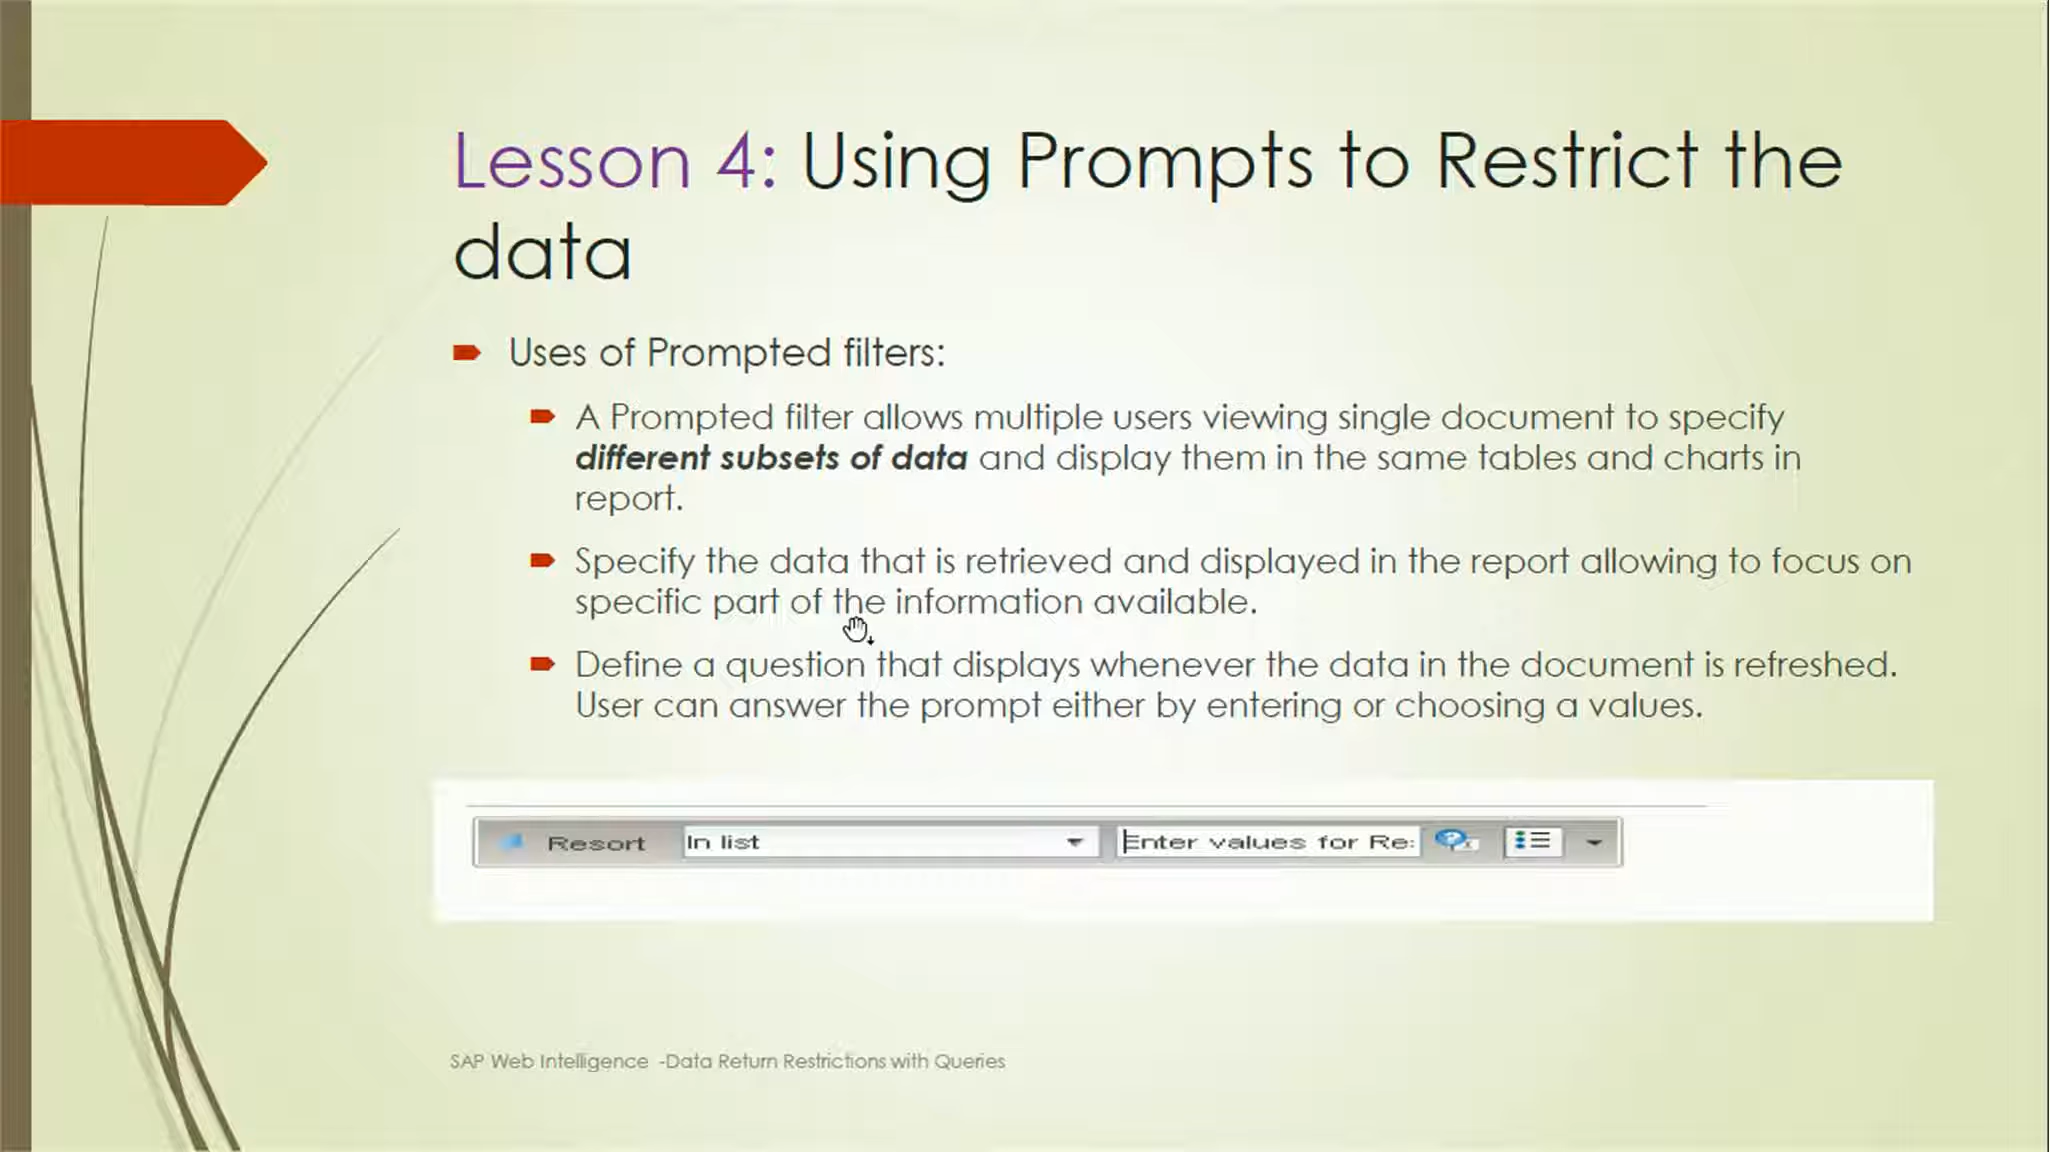 Lesson 4: Using Prompts to Restrict the
data
Uses of Prompted filters:
A Prompted filter allows multiple users viewing single document to specify
different subsets of data and display them in the same tables and charts in
report.
Specify the data that is retrieved and displayed in the report allowing to focus on
specific part of the information available.
Define a question that displays whenever the data in the document is refreshed.
User can answer the prompt either by entering or choosing a values.
Resort In list Enter values for Re:
SAP Web Intelligence -Data Return Restrictions with Queries